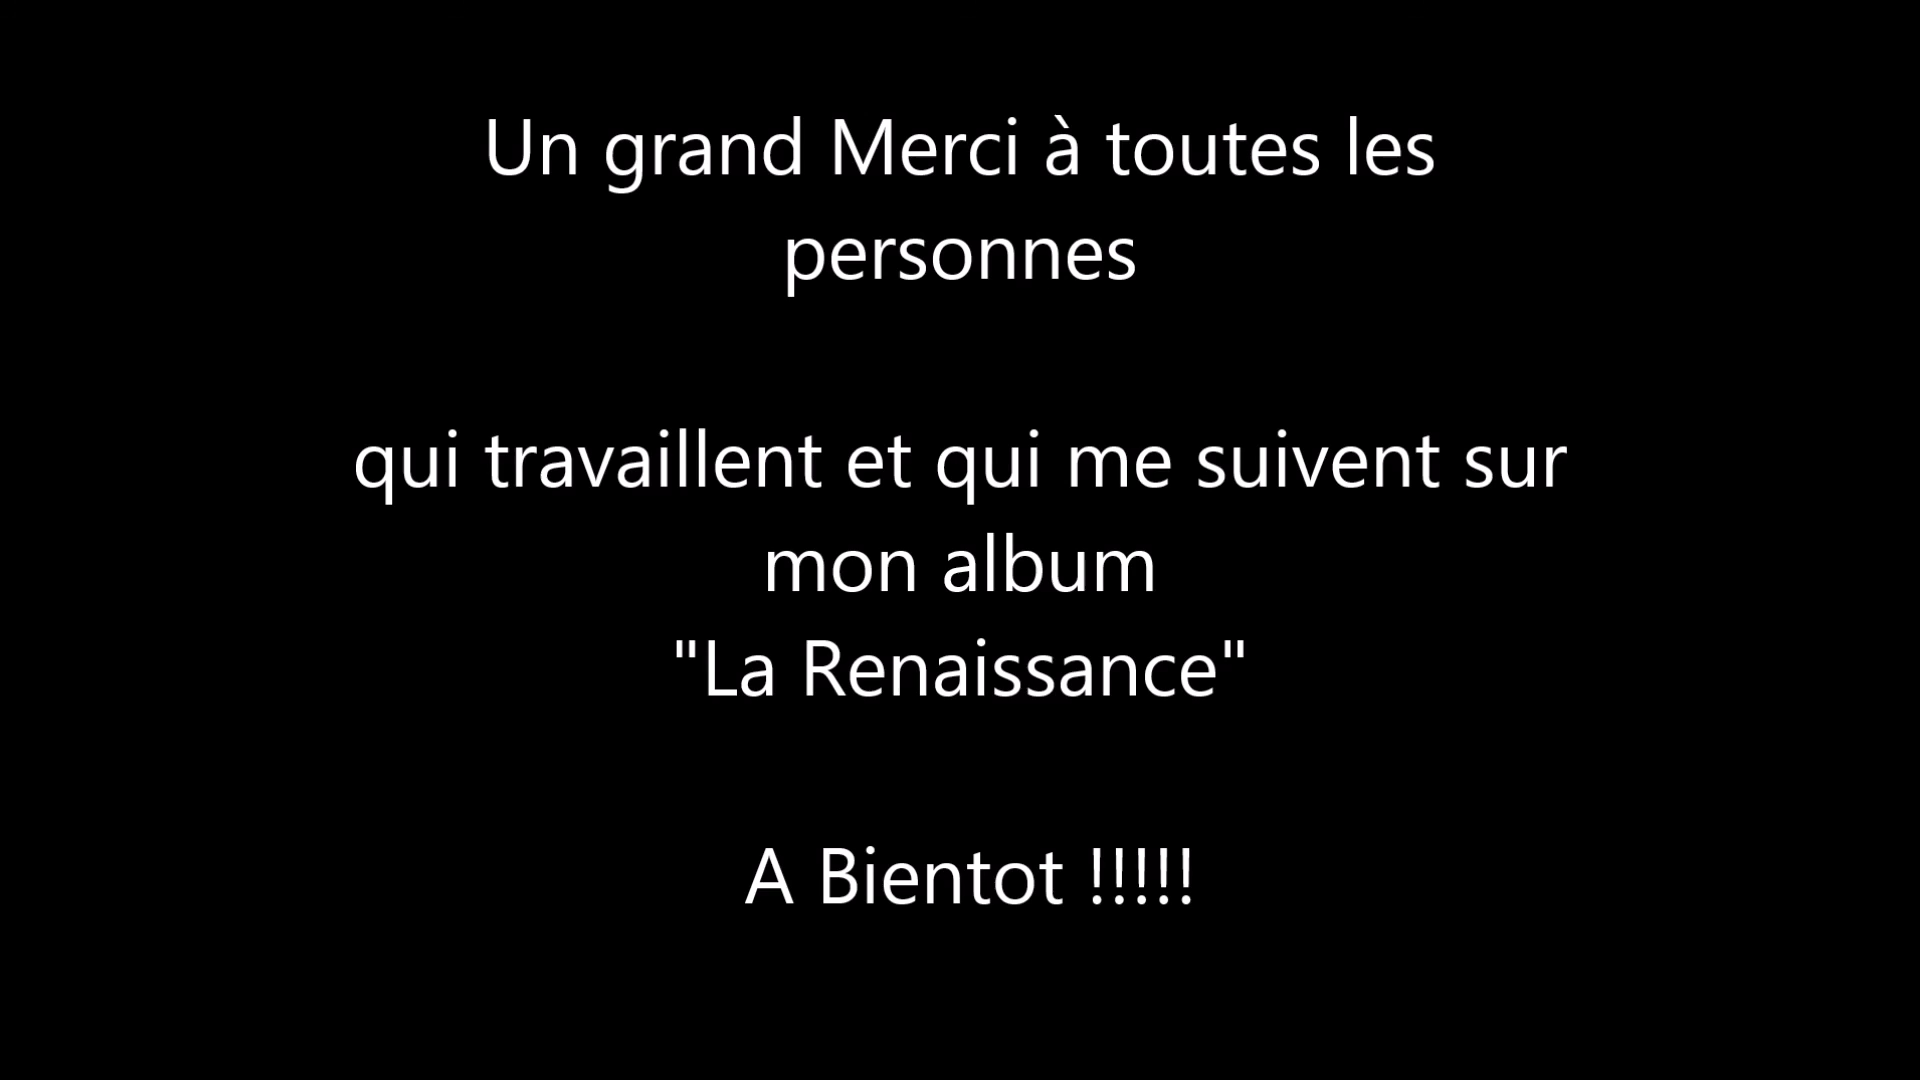 Un grand Merci à toutes les
personnes
qui travaillent et qui me suivent sur
mon album
"La Renaissance"
A Bientot !!!!!